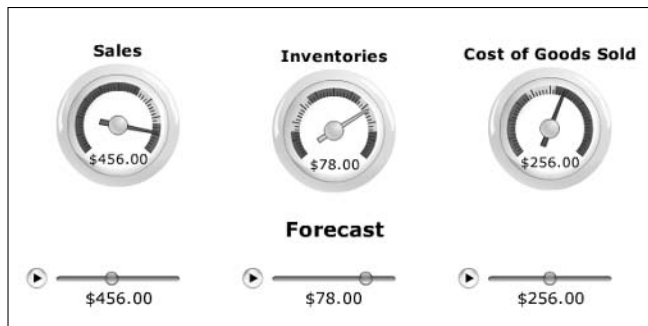 Sales
Inventories
Cost of Goods Sold
$456.00
$78.00
$256.00
Forecast
$456.00
$78.00
$256.00